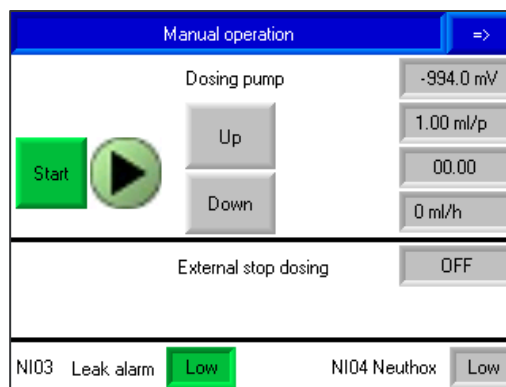 Manual operation =>
Dosing pump -994.0 mV
Up 1.00 ml/p
Start 00.00
Down 0 ml/h
External stop dosing OFF
NI03 Leak alarm Low NI04 Neuthox Low